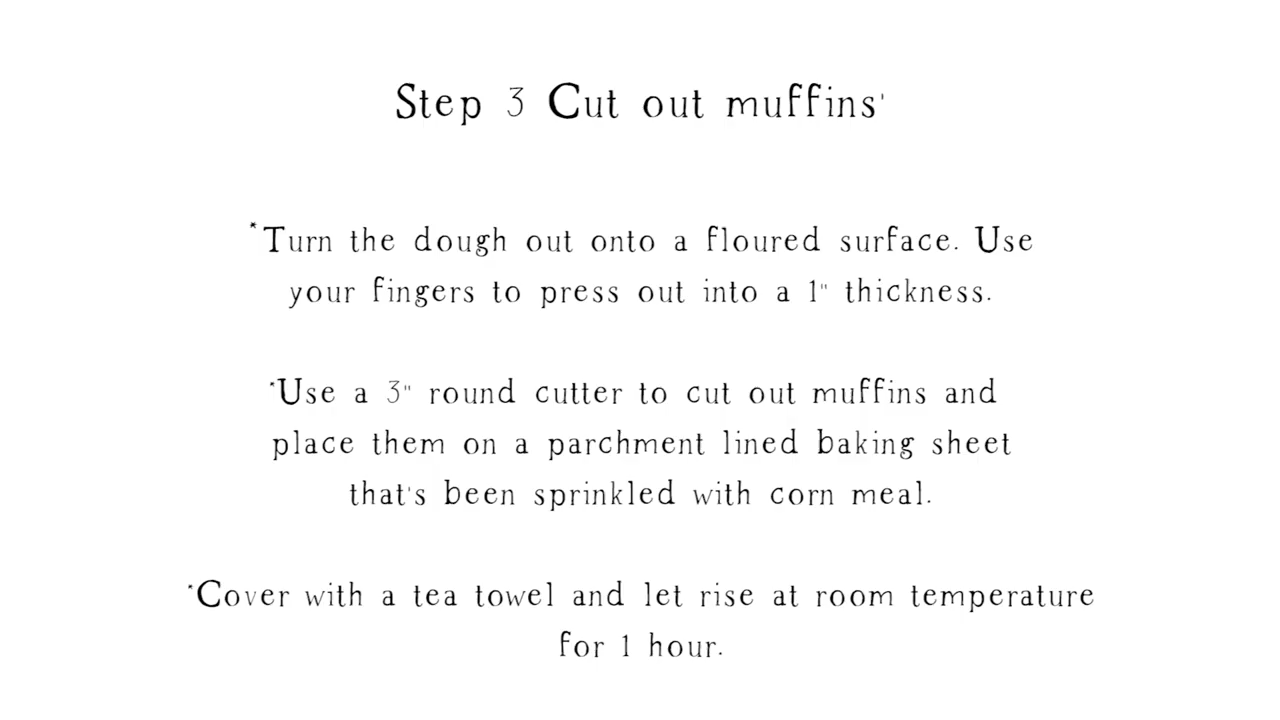 Step 3 Cut out muffins'
*Turn the dough out onto a floured surface. Use
your fingers to press out into a 1" thickness.
*Use a 3" round cutter to cut out muffins and
place them on a parchment lined baking sheet
that's been sprinkled with corn meal.
*Cover with a tea towel and let rise at room temperature
for 1 hour.